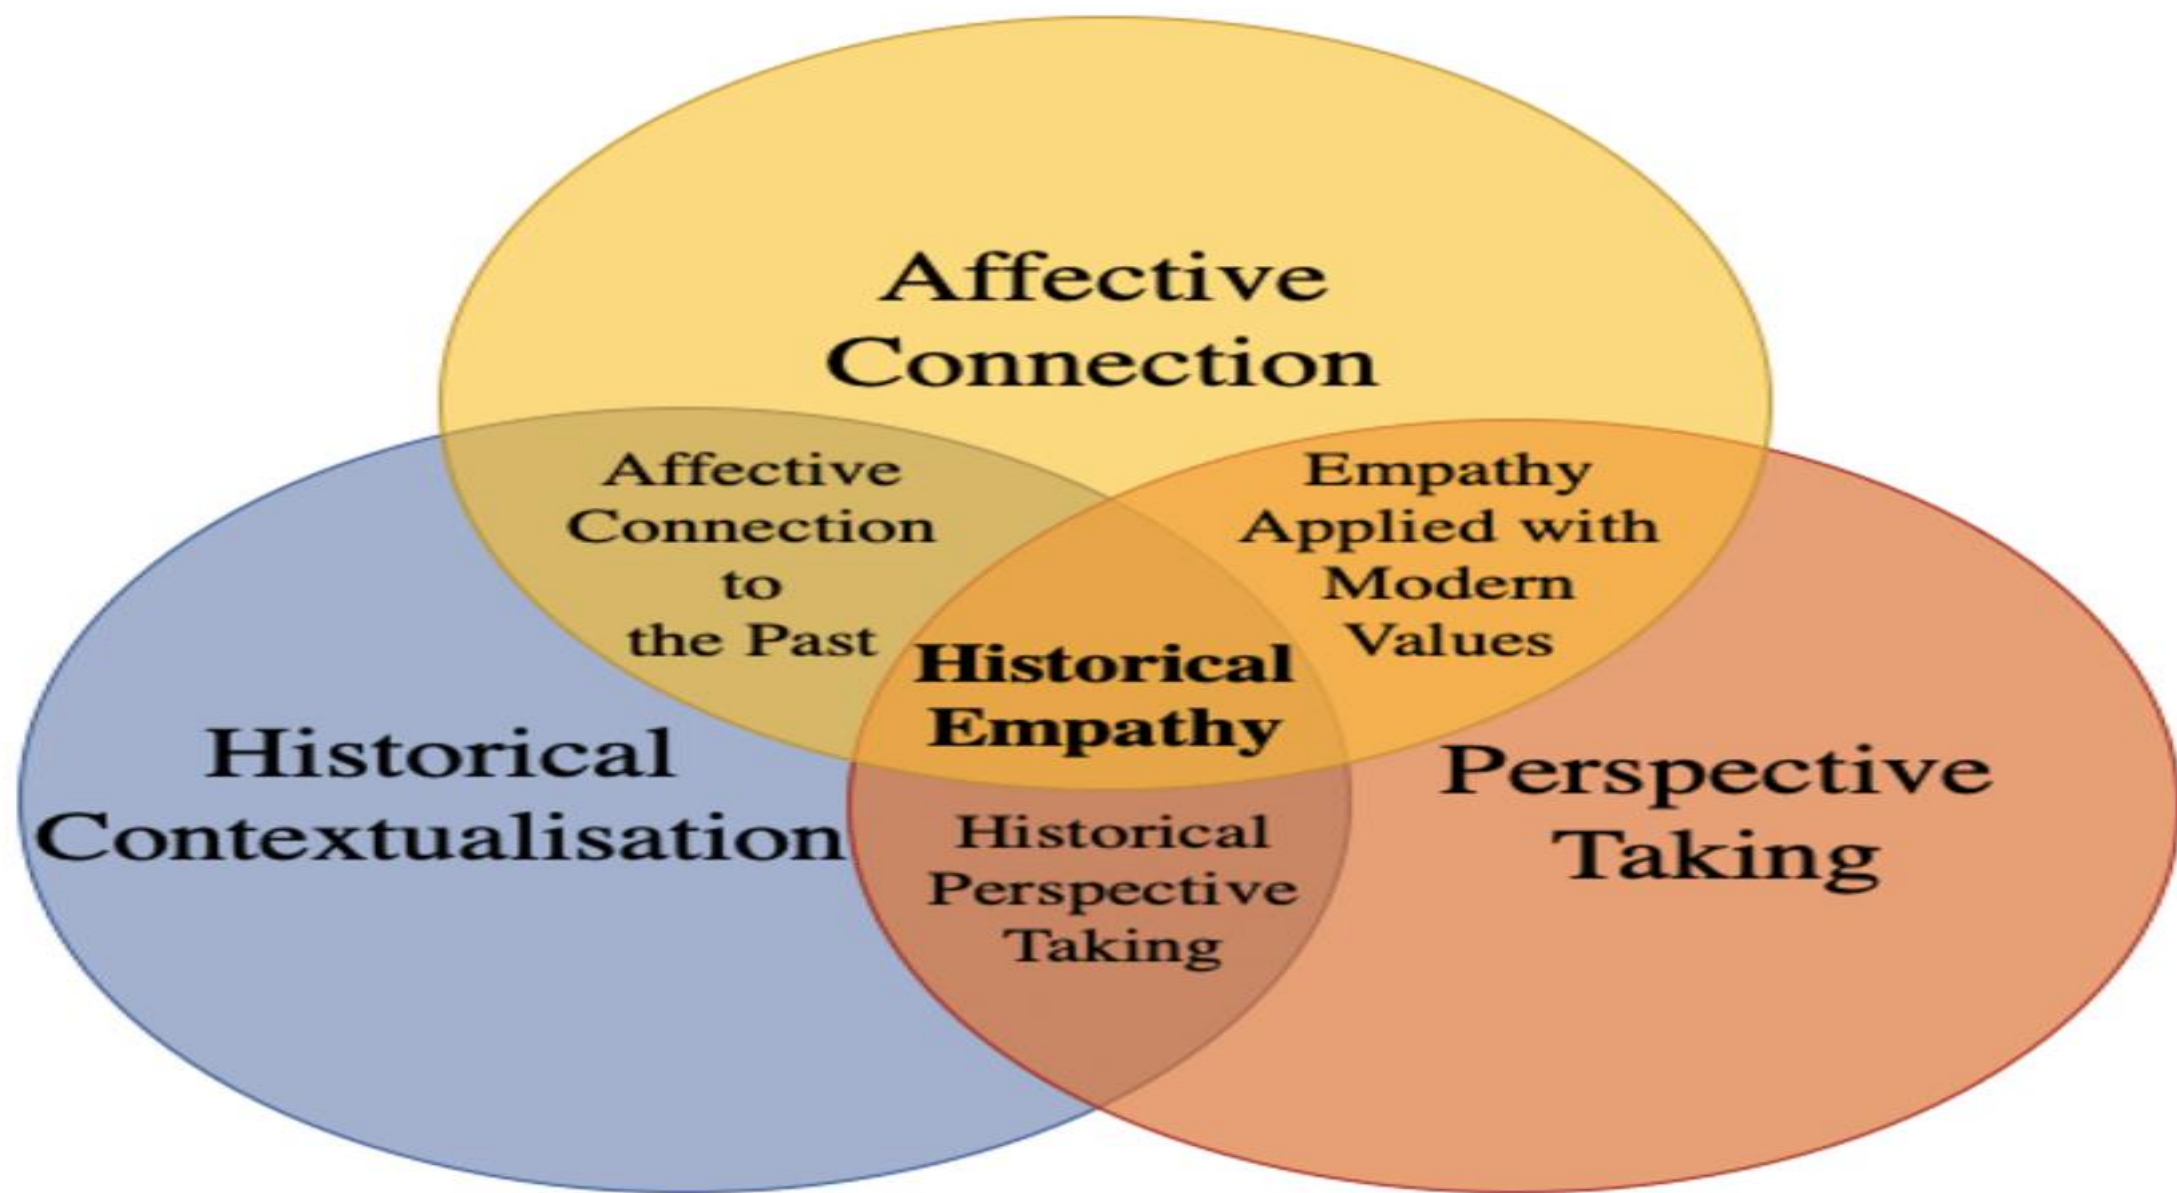 Affective
Connection
Affective
Connection
to
the Past
Empathy
Applied with
Modern
Values
Historical
Empathy
Historical
Contextualisation
Perspective
Taking
Historical
Perspective
Taking